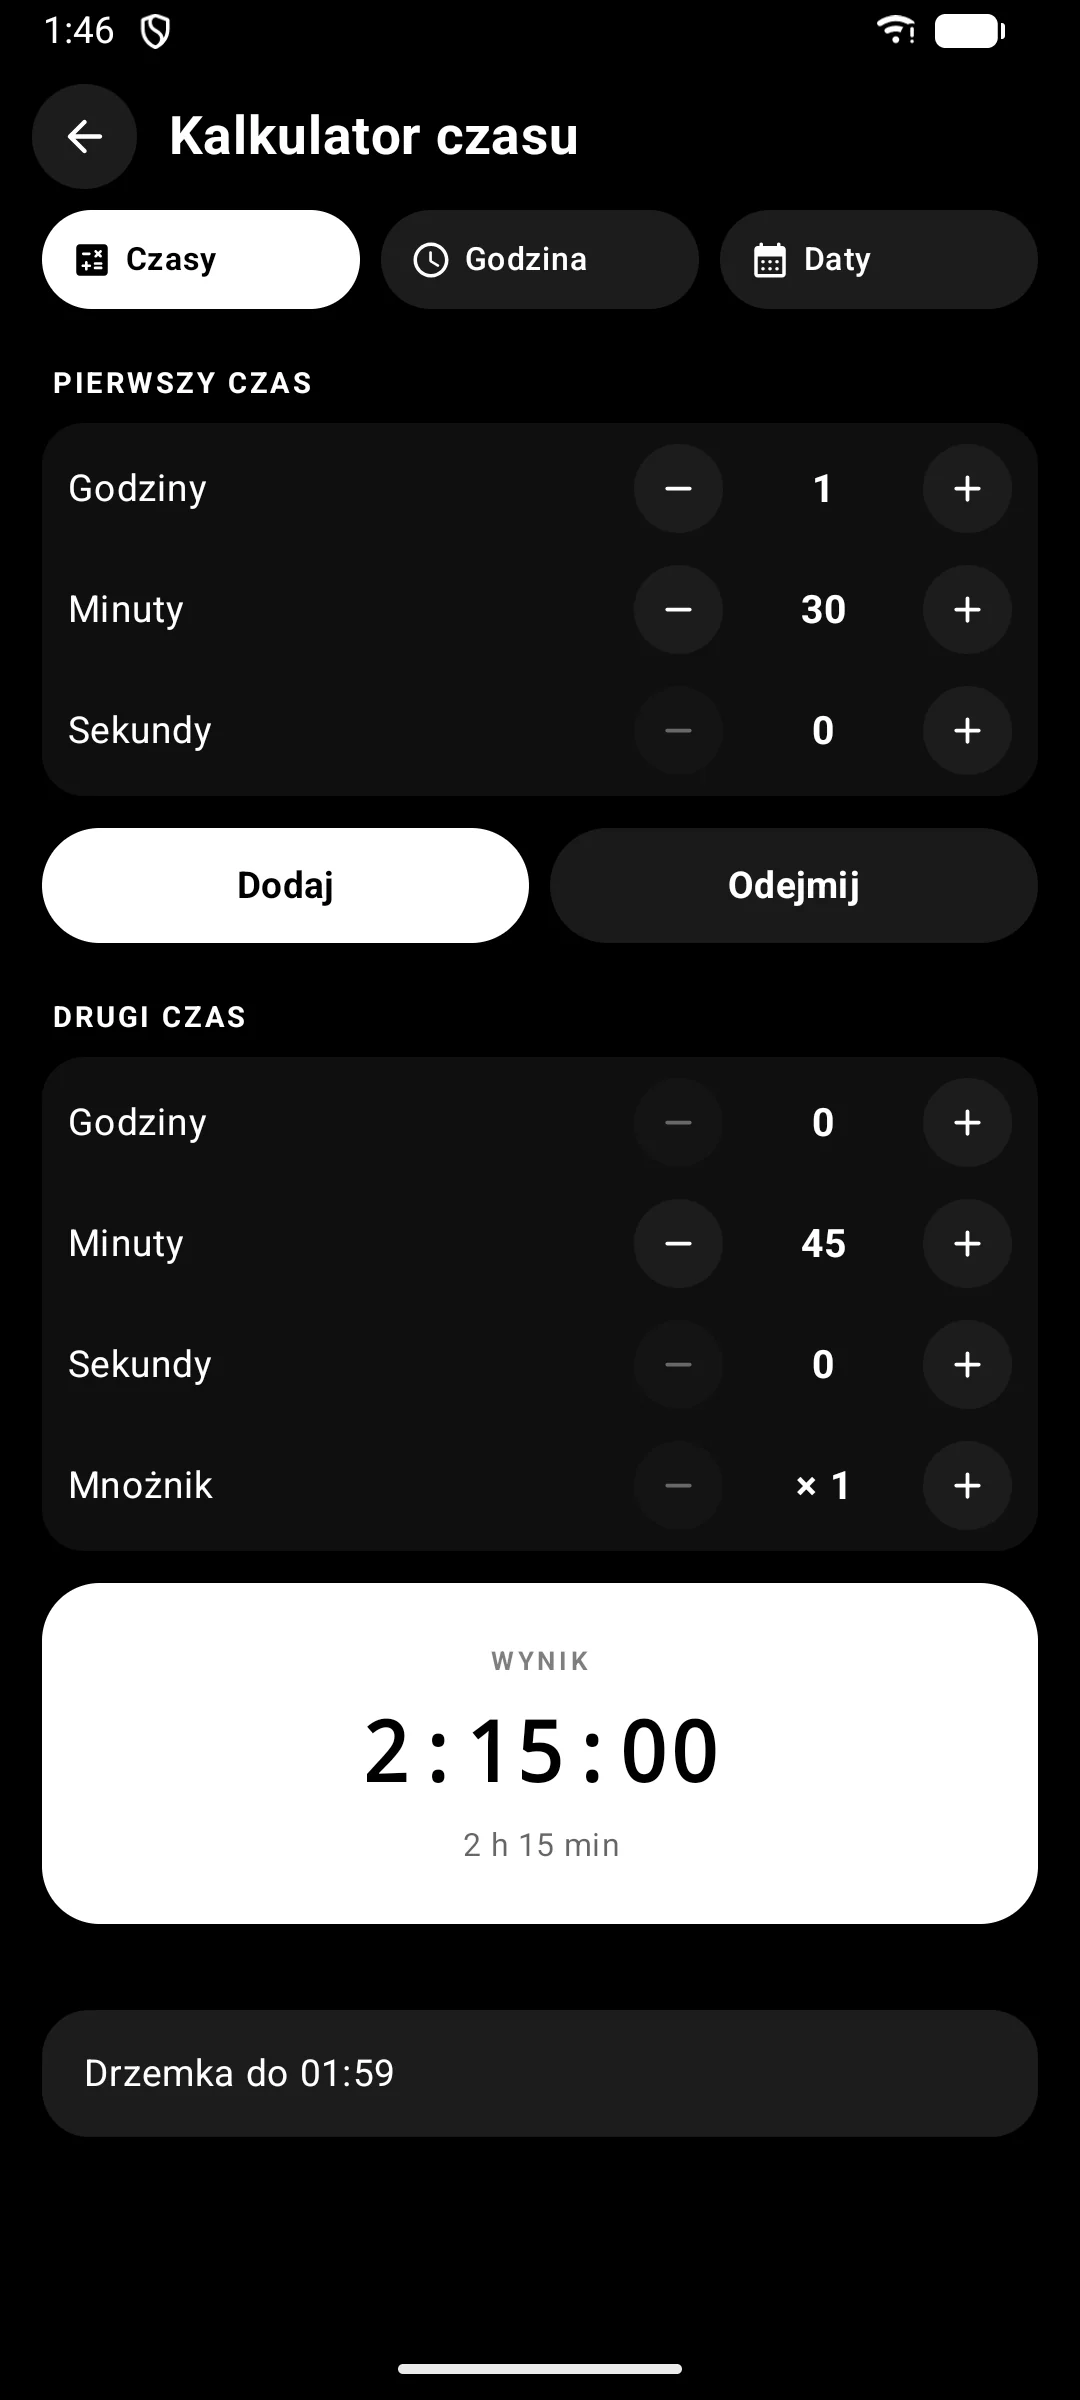 1:46
Kalkulator czasu
Czasy
Godzina
Daty
PIERWSZY CZAS
Godziny
1
Minuty
30
Sekundy
0
Dodaj
Odejmij
DRUGI CZAS
Godziny
0
Minuty
45
Sekundy
0
Mnożnik
× 1
WYNIK
2:15:00
2 h 15 min
Drzemka do 01:59